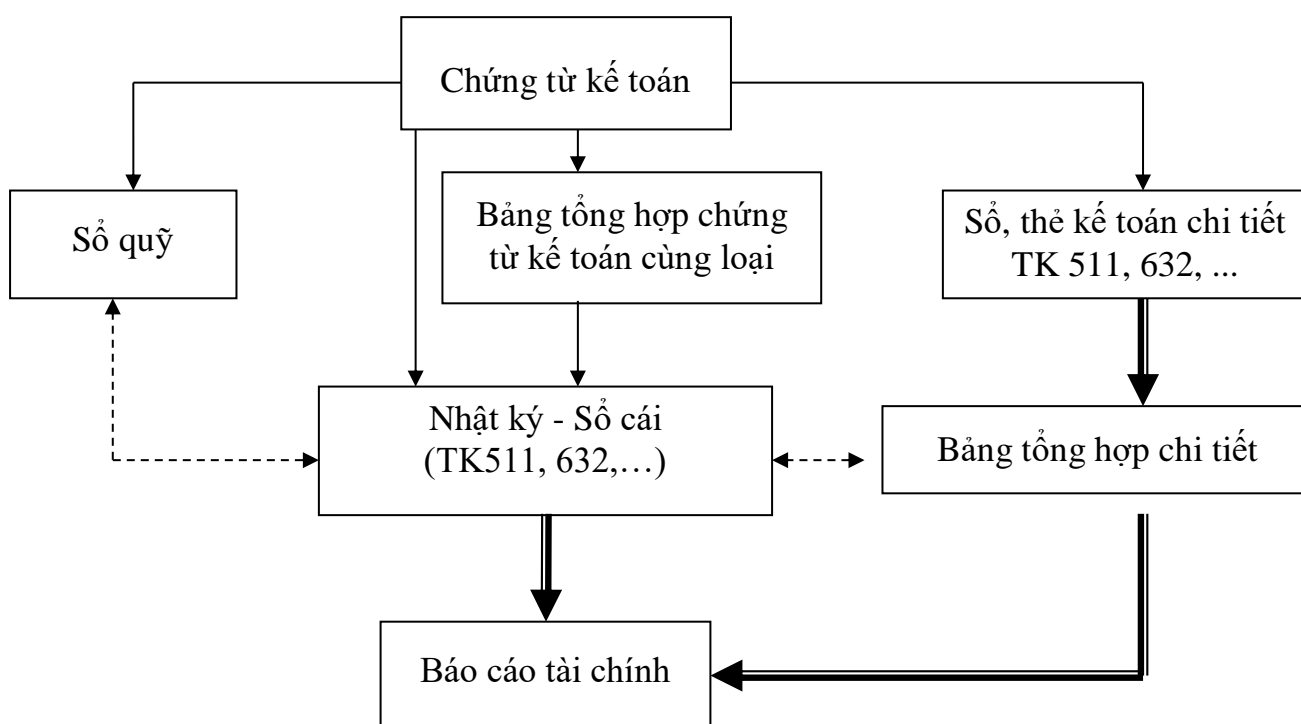 Chứng từ kế toán
Sổ quỹ
Bảng tổng hợp chứng
từ kế toán cùng loại
Sổ, thẻ kế toán chi tiết
TK 511, 632, ...
Nhật ký - Sổ cái
(TK511, 632,…)
Bảng tổng hợp chi tiết
Báo cáo tài chính